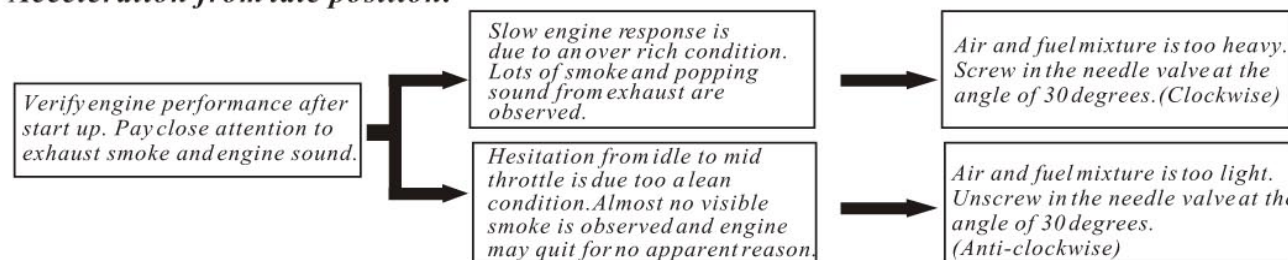 Acceleration from idle position:
Verify engine performance after
start up. Pay close attention to
exhaust smoke and engine sound.
Slow engine response is
due to an over rich condition.
Lots of smoke and popping
sound from exhaust are
observed.
Air and fuel mixture is too heavy.
Screw in the needle valve at the
angle of 30 degrees. (Clockwise)
Hesitation from idle to mid
throttle is due too a lean
condition. Almost no visible
smoke is observed and engine
may quit for no apparent reason.
Air and fuel mixture is too light.
Unscrew in the needle valve at the
angle of 30 degrees.
(Anti-clockwise)